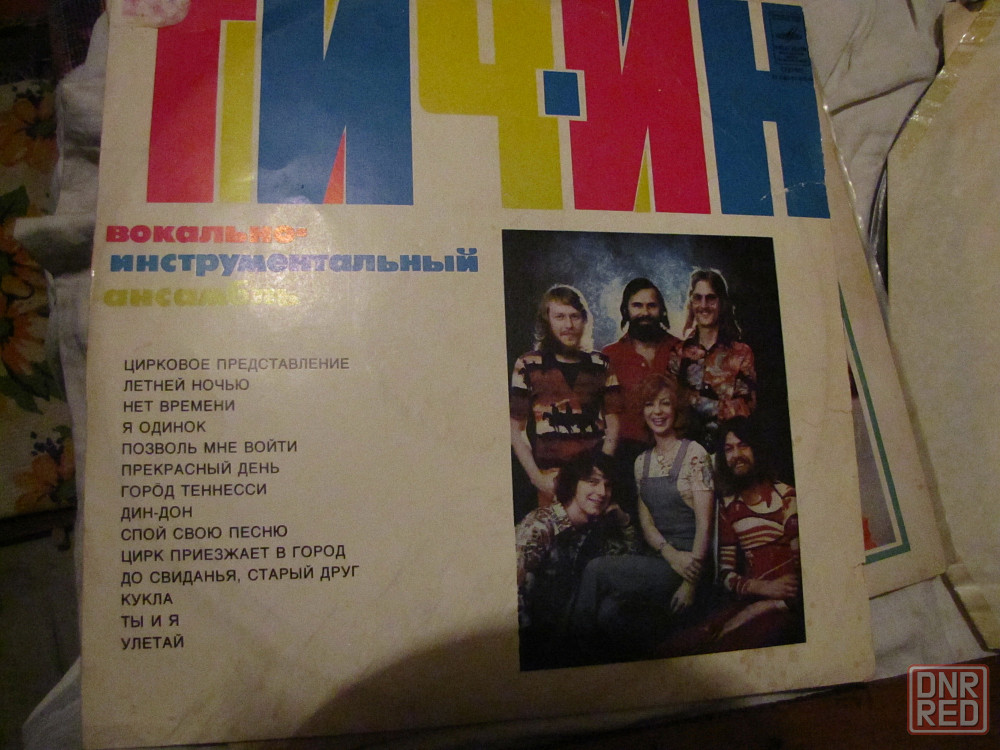 ТИЧ-ИН
вокально-
инструментальный
ансамбль
ЦИРКОВОЕ ПРЕДСТАВЛЕНИЕ
ЛЕТНЕЙ НОЧЬЮ
НЕТ ВРЕМЕНИ
Я ОДИНОК
ПОЗВОЛЬ МНЕ ВОЙТИ
ПРЕКРАСНЫЙ ДЕНЬ
ГОРОД ТЕННЕССИ
ДИН-ДОН
СПОЙ СВОЮ ПЕСНЮ
ЦИРК ПРИЕЗЖАЕТ В ГОРОД
ДО СВИДАНЬЯ, СТАРЫЙ ДРУГ
КУКЛА
ТЫ И Я
УЛЕТАЙ
DNR
RED